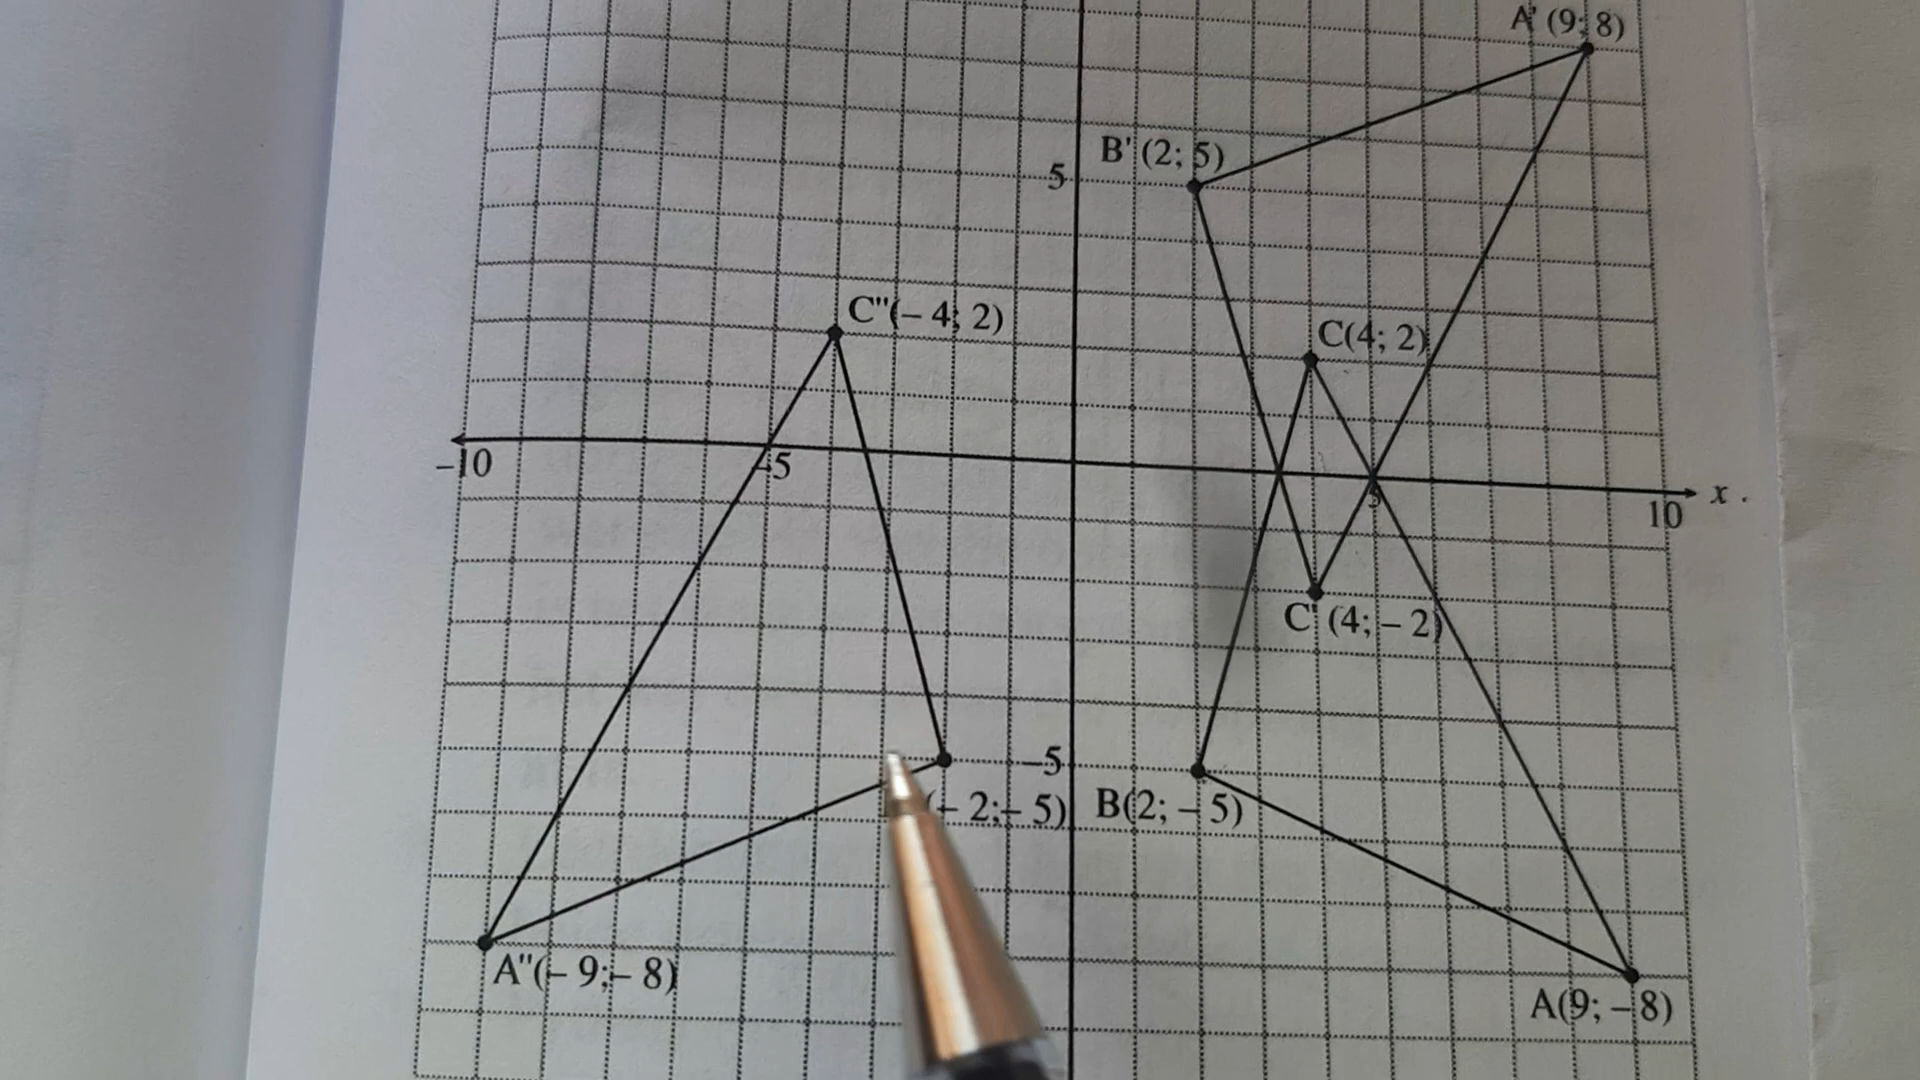 A' (9; 8)
B' (2; 5)
5
C"(– 4; 2)
C(4; 2)
–10
–5
5
10
x
C' (4; – 2)
–5
(– 2;– 5)
B(2; – 5)
A"(– 9;– 8)
A(9; – 8)